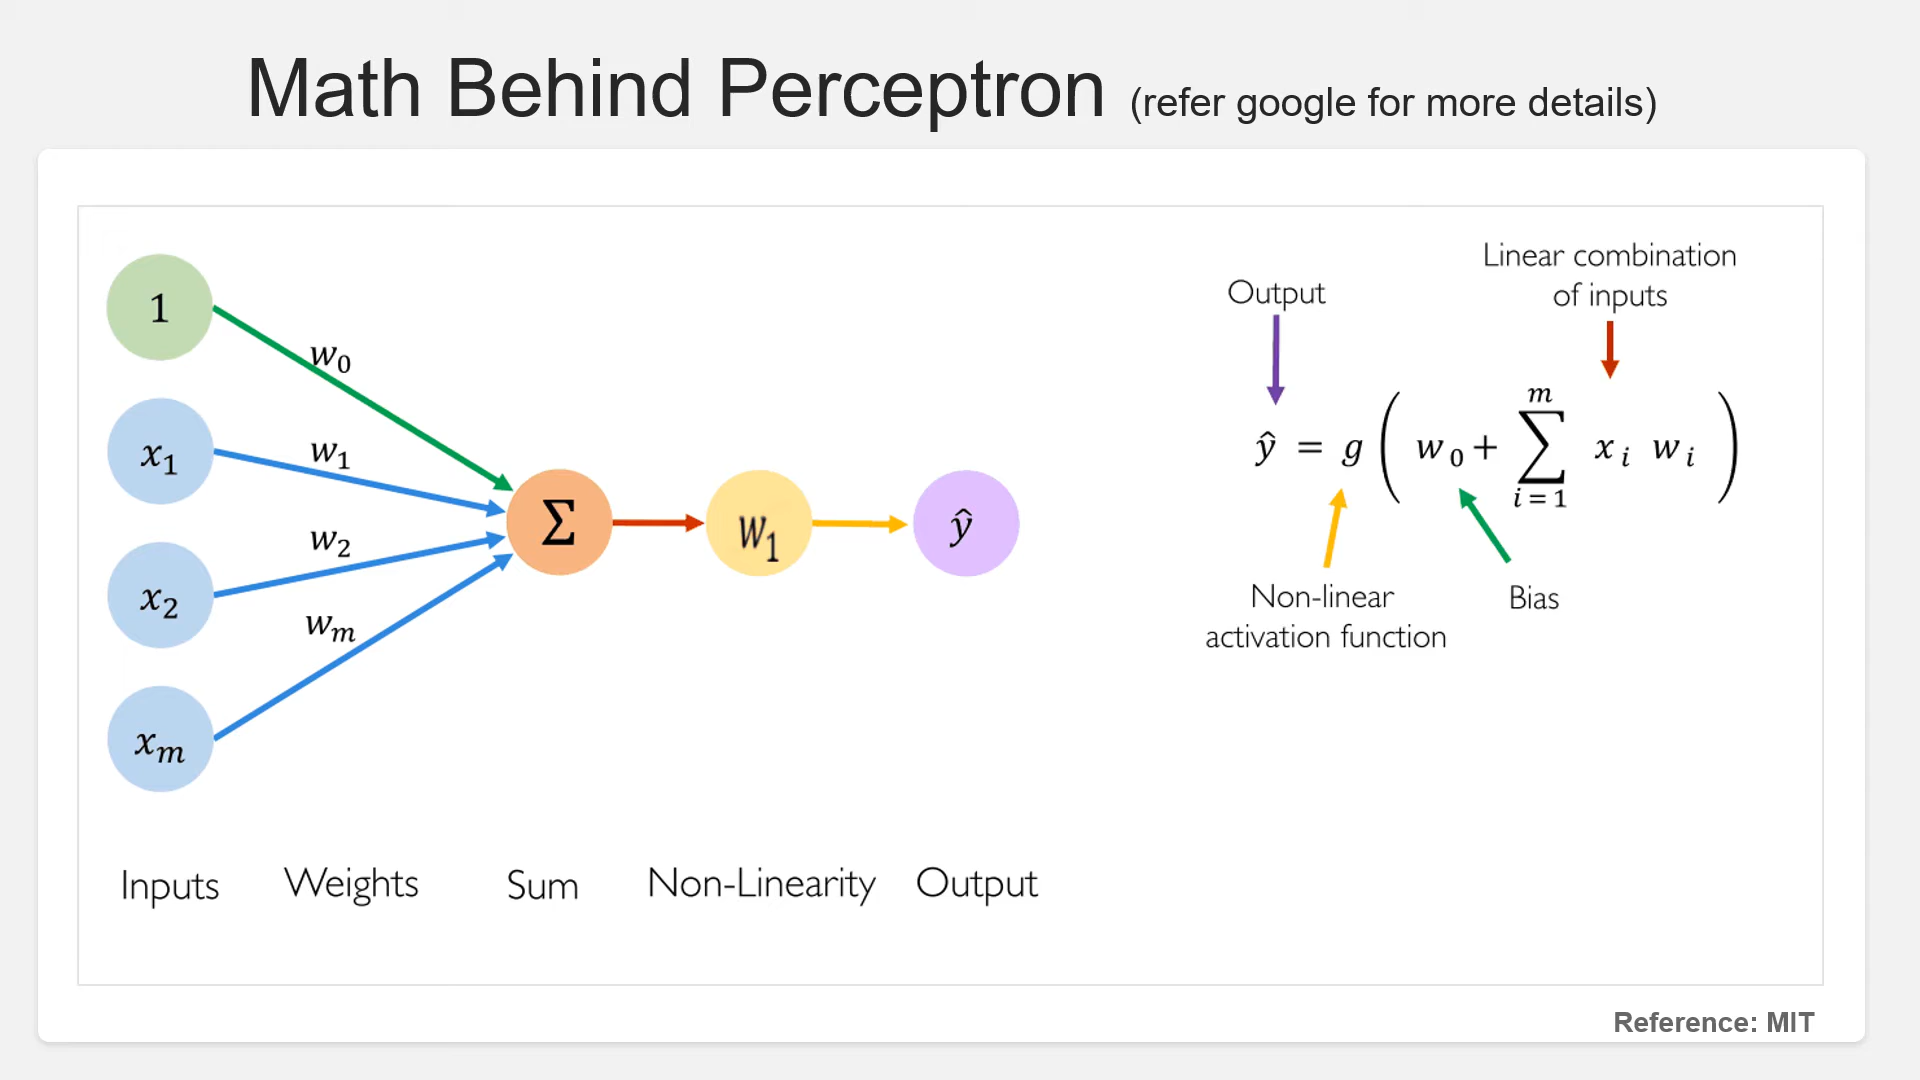 Math Behind Perceptron (refer google for more details)
1
w₀
x₁
w₁
x₂
w₂
xₘ
wₘ
Σ
W₁
ŷ
Inputs
Weights
Sum
Non-Linearity
Output
Output
Linear combination
of inputs
ŷ = g ( w₀ + ∑ᵢ₌₁ᵐ xᵢ wᵢ )
Non-linear
activation function
Bias
Reference: MIT